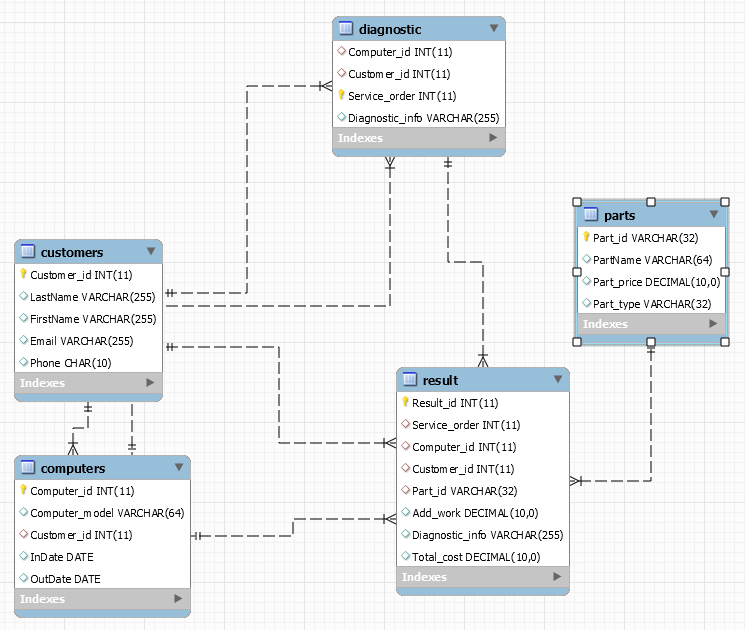 diagnostic
Computer_id INT(11)
Customer_id INT(11)
Service_order INT(11)
Diagnostic_info VARCHAR(255)
Indexes
parts
Part_id VARCHAR(32)
PartName VARCHAR(64)
Part_price DECIMAL(10,0)
Part_type VARCHAR(32)
Indexes
customers
Customer_id INT(11)
LastName VARCHAR(255)
FirstName VARCHAR(255)
Email VARCHAR(255)
Phone CHAR(10)
Indexes
result
Result_id INT(11)
Service_order INT(11)
Computer_id INT(11)
Customer_id INT(11)
Part_id VARCHAR(32)
Add_work DECIMAL(10,0)
Diagnostic_info VARCHAR(255)
Total_cost DECIMAL(10,0)
Indexes
computers
Computer_id INT(11)
Computer_model VARCHAR(64)
Customer_id INT(11)
InDate DATE
OutDate DATE
Indexes